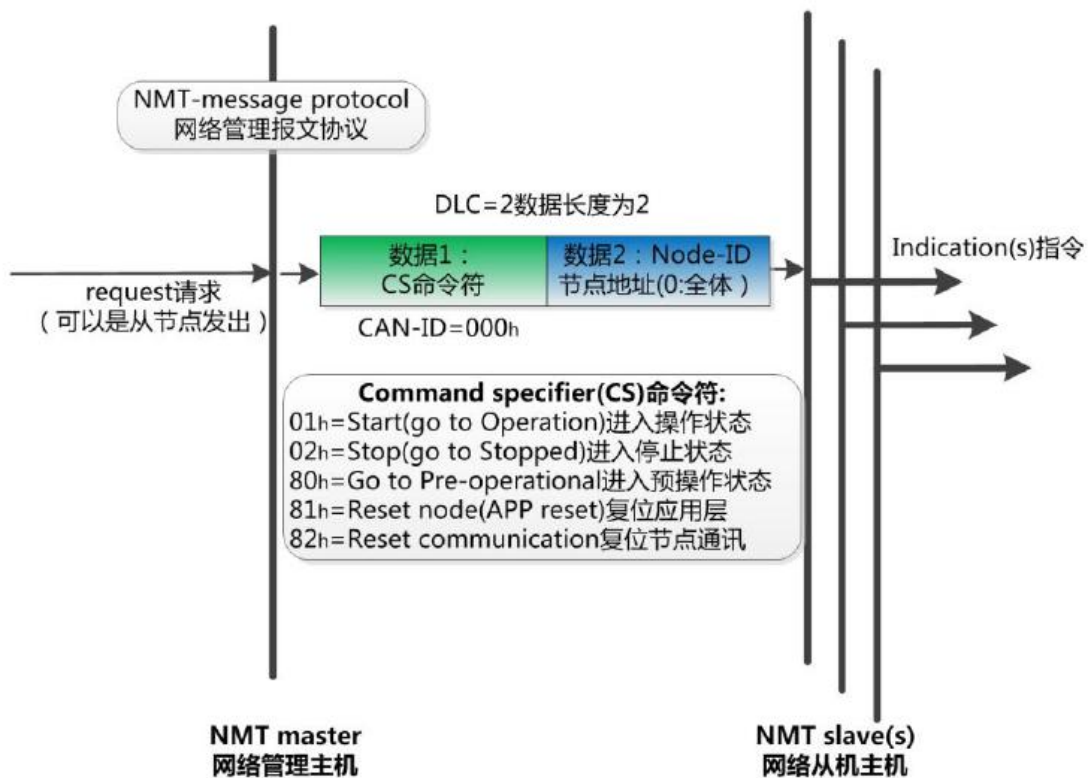 NMT-message protocol
网络管理报文协议
DLC=2数据长度为2
数据1：
CS命令符
数据2：Node-ID
节点地址(0:全体）
Indication(s)指令
request请求
（可以是从节点发出）
CAN-ID=000h
Command specifier(CS)命令符:
01h=Start(go to Operation)进入操作状态
02h=Stop(go to Stopped)进入停止状态
80h=Go to Pre-operational进入预操作状态
81h=Reset node(APP reset)复位应用层
82h=Reset communication复位节点通讯
NMT master
网络管理主机
NMT slave(s)
网络从机主机